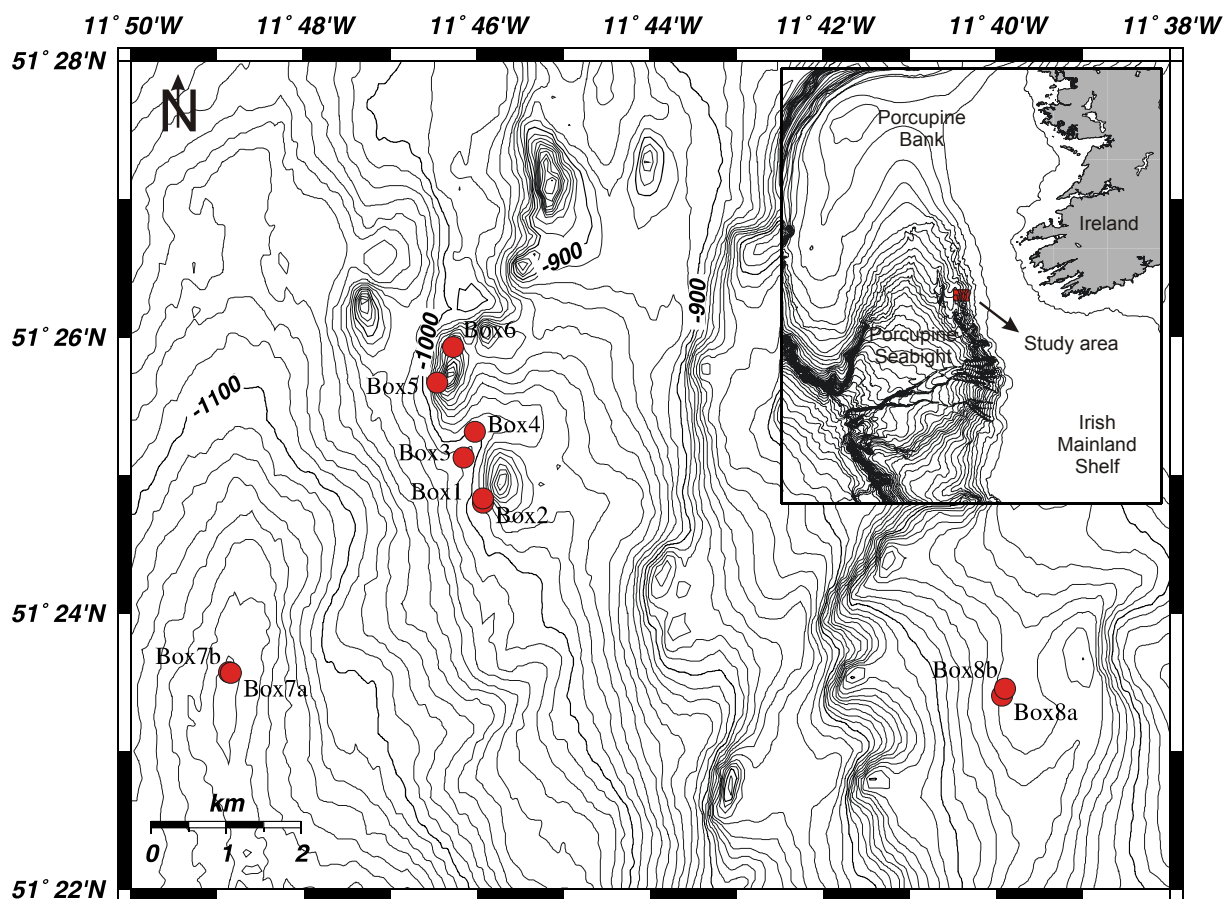 11° 50'W 11° 48'W 11° 46'W 11° 44'W 11° 42'W 11° 40'W 11° 38'W
51° 28'N
N
Porcupine
Bank
Ireland
-900
-900
51° 26'N
-1000
Box6
Porcupine
Seabight
Study area
Box5
-1100
Box4
Irish
Mainland
Shelf
Box3
Box1
Box2
51° 24'N
Box7b
Box7a
Box8b
Box8a
km
0 1 2
51° 22'N